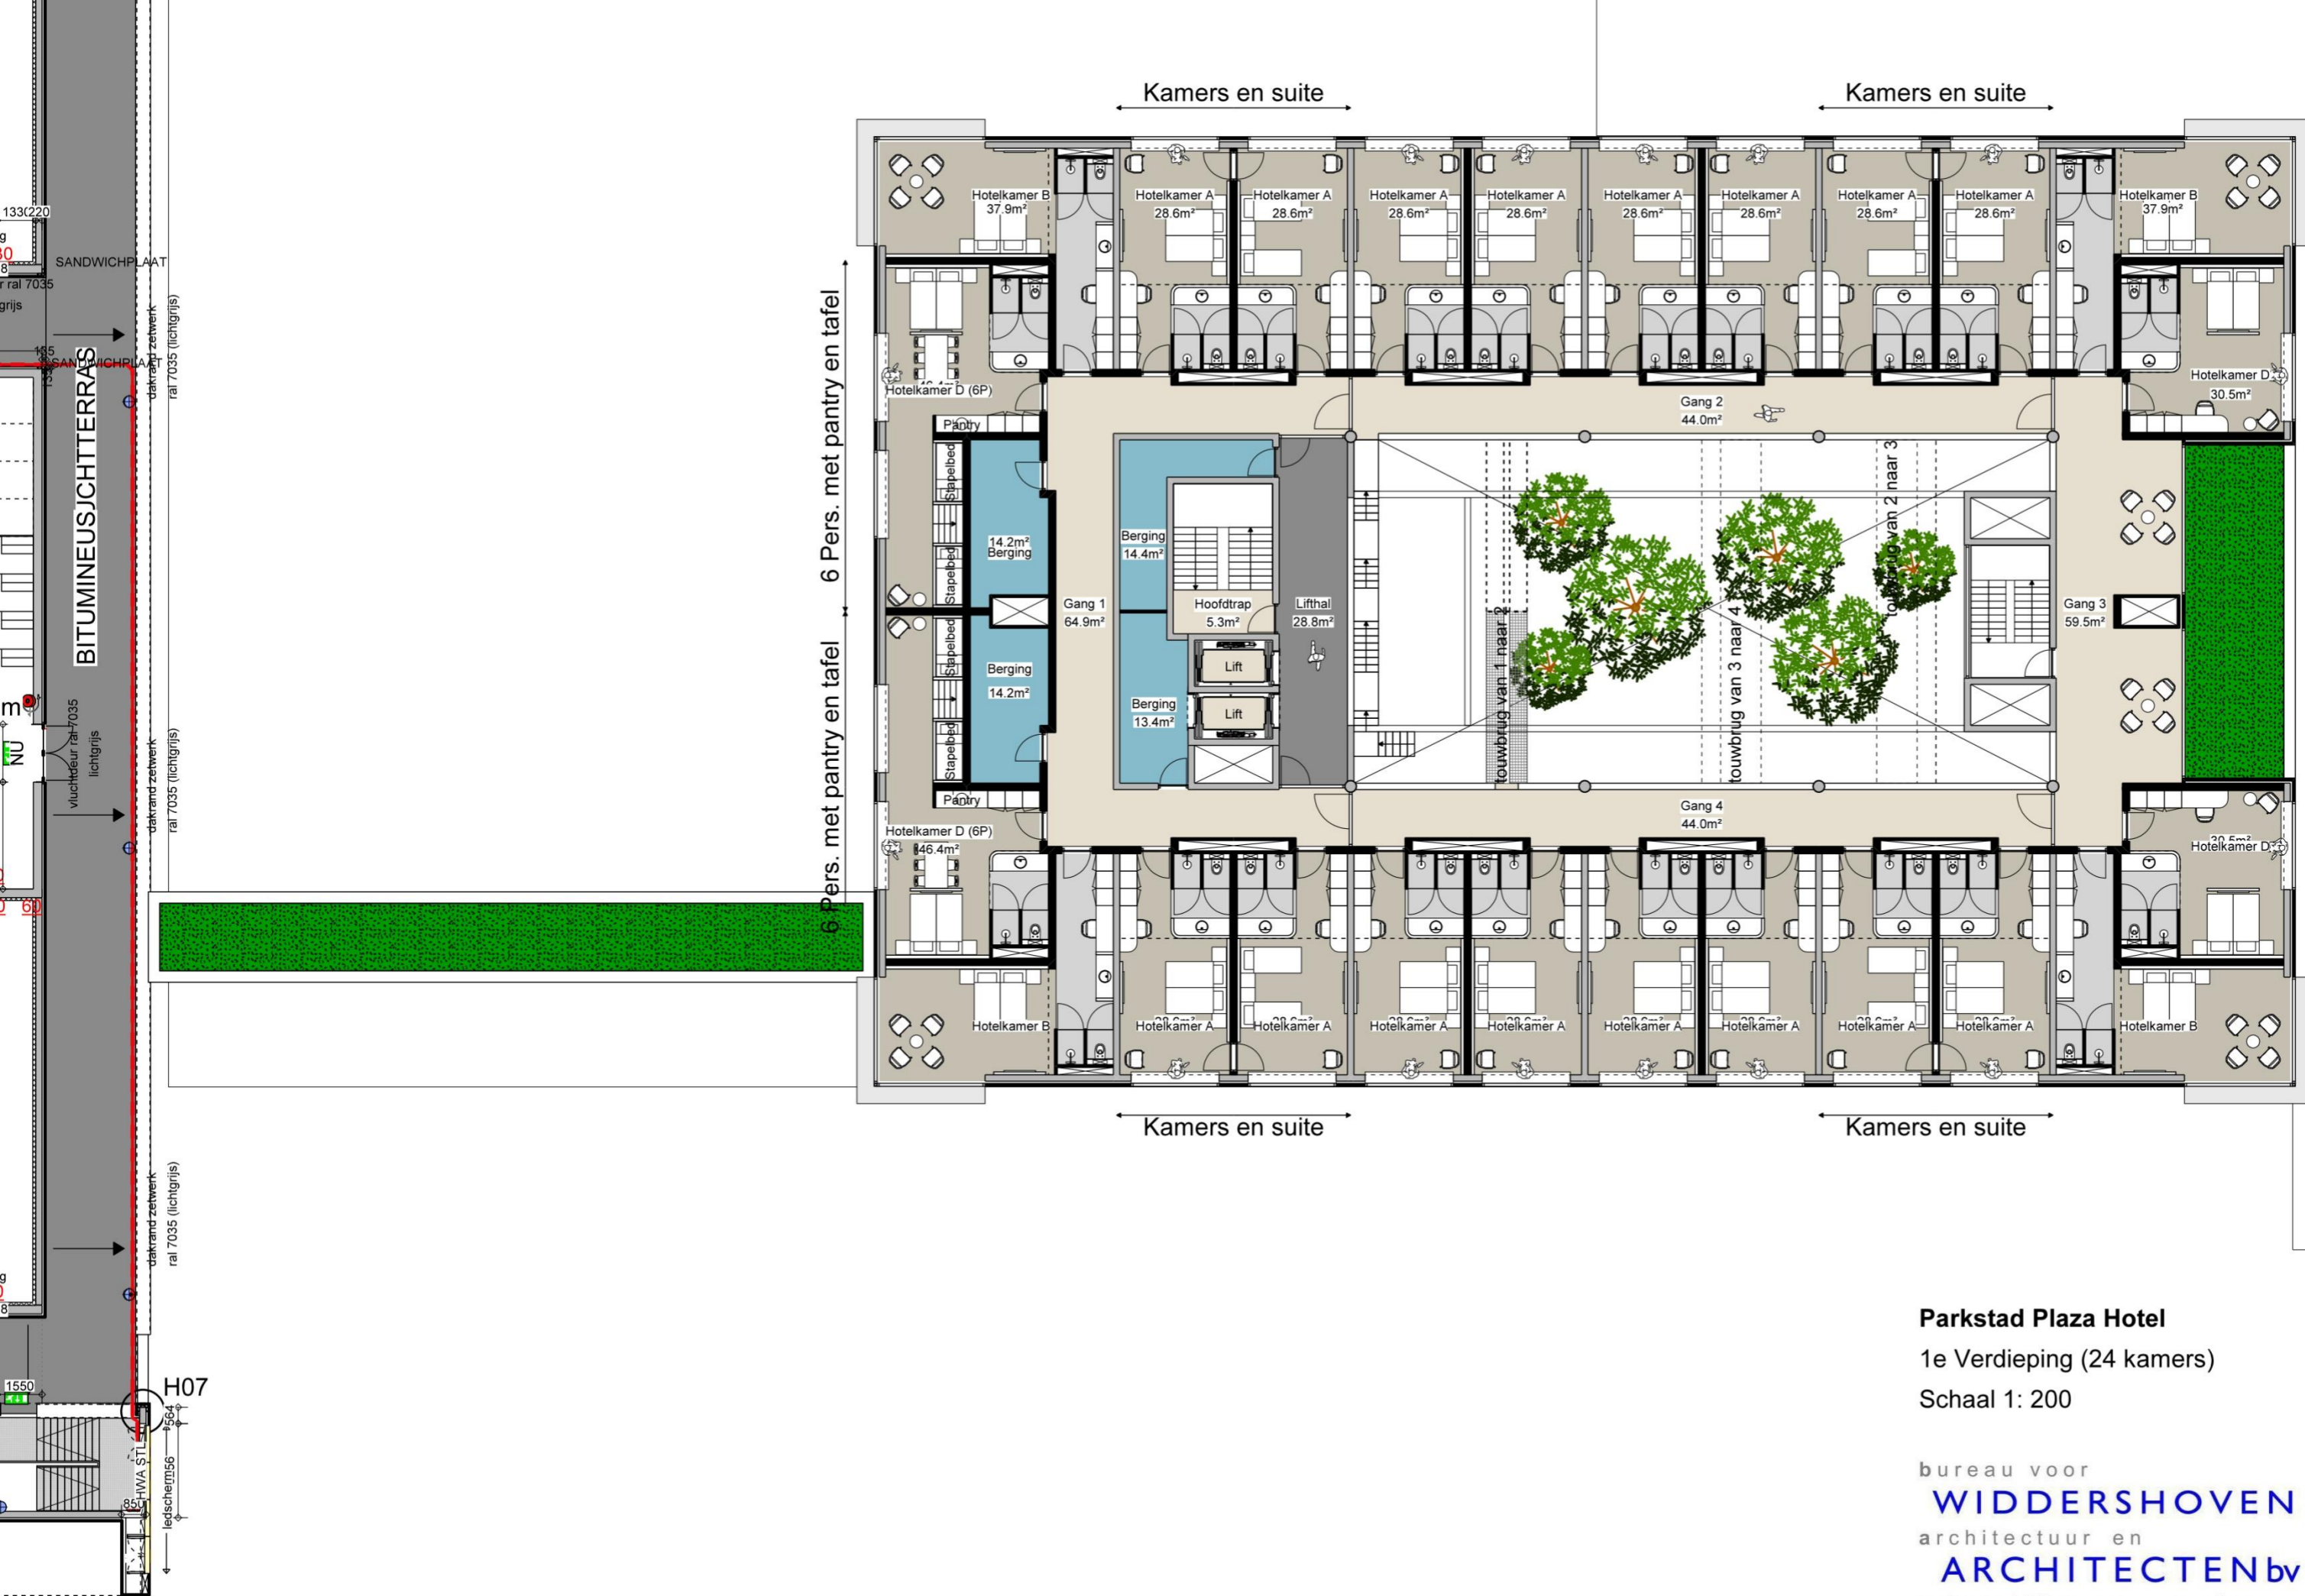 Kamers en suite
Kamers en suite
Hotelkamer B
37.9m²
Hotelkamer A
28.6m²
Hotelkamer A
28.6m²
Hotelkamer A
28.6m²
Hotelkamer A
28.6m²
Hotelkamer A
28.6m²
Hotelkamer A
28.6m²
Hotelkamer A
28.6m²
Hotelkamer A
28.6m²
Hotelkamer B
37.9m²
SANDWICHPLAAT
SANDWICHPLAAT
BITUMINEUS
dakrand zetwerk
ral 7035 (lichtgrijs)
6 Pers. met pantry en tafel
Hotelkamer D (6P)
Pantry
Stapelbed
Stapelbed
14.2m²
Berging
Gang 2
44.0m²
Hotelkamer D
30.5m²
Berging
14.4m²
Gang 1
64.9m²
Hoofdtrap
5.3m²
Lifthal
28.8m²
Lift
Lift
Berging
13.4m²
touwbrug van 1 naar 2
touwbrug van 3 naar 4
touwbrug van 2 naar 3
Gang 3
59.5m²
6 Pers. met pantry en tafel
Stapelbed
Stapelbed
Berging
14.2m²
Pantry
Hotelkamer D (6P)
46.4m²
Gang 4
44.0m²
30.5m²
Hotelkamer D
vluchtdeur ral 7035
lichtgrijs
dakrand zetwerk
ral 7035 (lichtgrijs)
Hotelkamer B
Hotelkamer A
Hotelkamer A
Hotelkamer A
Hotelkamer A
Hotelkamer A
Hotelkamer A
Hotelkamer A
Hotelkamer A
Hotelkamer B
Kamers en suite
Kamers en suite
dakrand zetwerk
ral 7035 (lichtgrijs)
1550
H07
HWA
ledscherm
Parkstad Plaza Hotel
1e Verdieping (24 kamers)
Schaal 1: 200
bureau voor
WIDDERSHOVEN
architectuur en
ARCHITECTEN bv